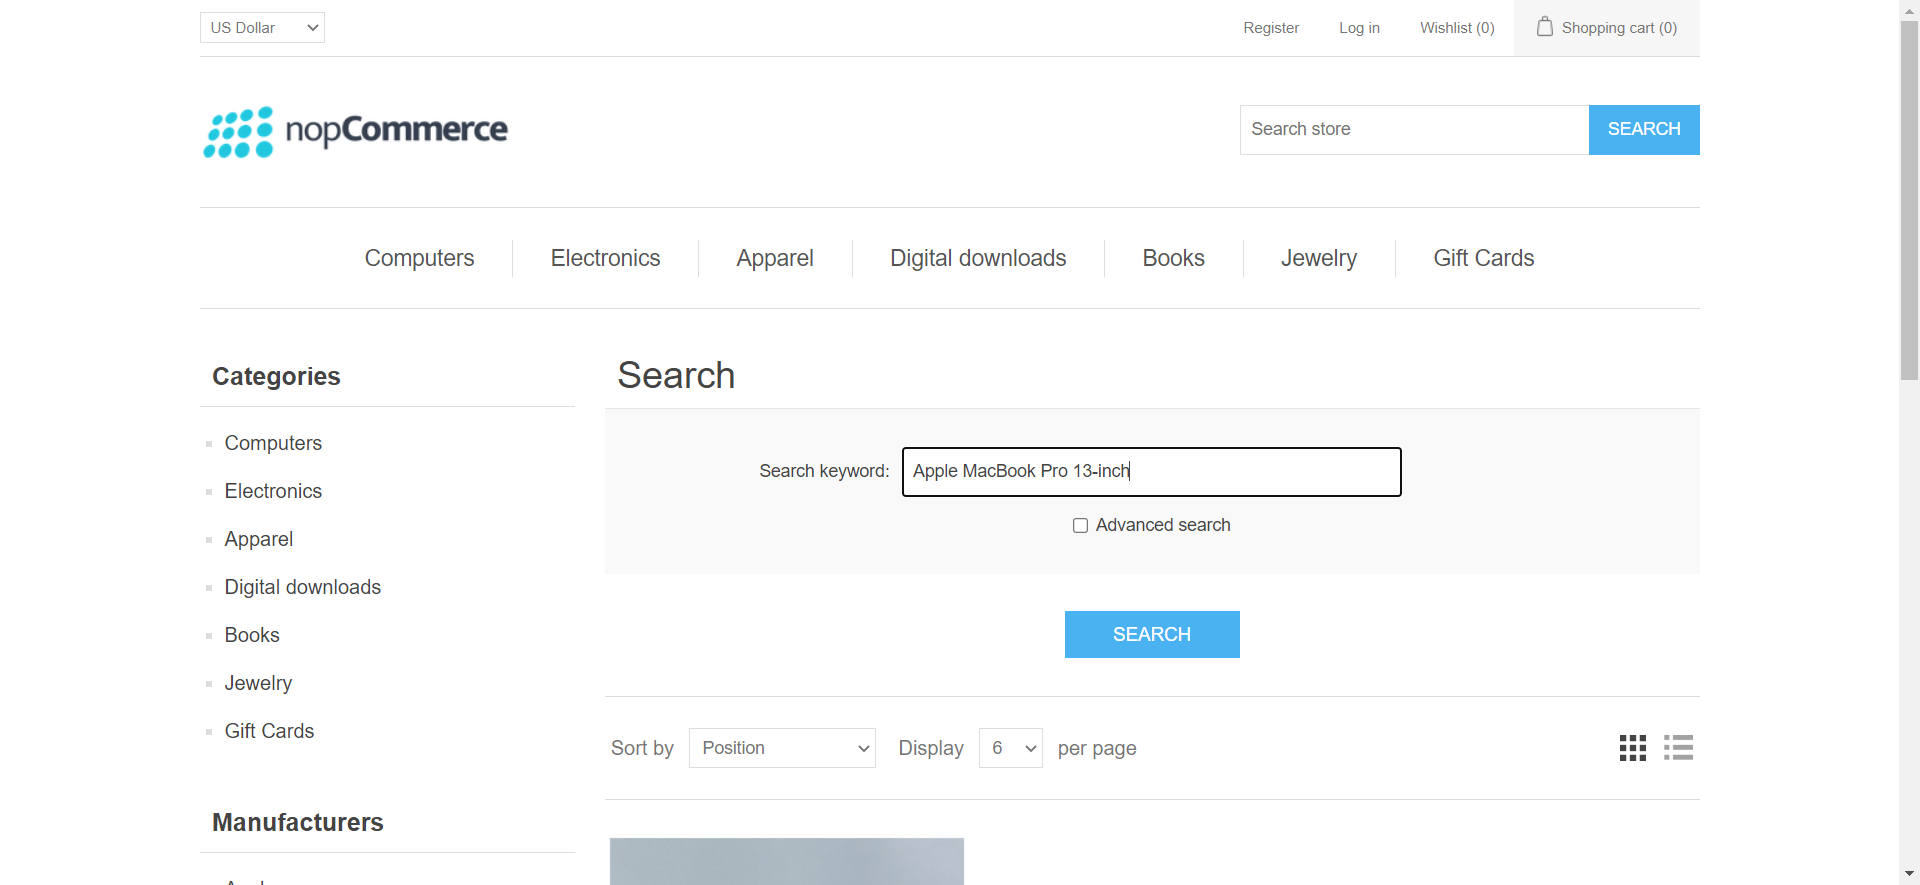 US Dollar
Register
Log in
Wishlist (0)
Shopping cart (0)
nopCommerce
Search store
SEARCH
Computers
Electronics
Apparel
Digital downloads
Books
Jewelry
Gift Cards
Categories
Computers
Electronics
Apparel
Digital downloads
Books
Jewelry
Gift Cards
Manufacturers
Search
Search keyword: Apple MacBook Pro 13-inch
Advanced search
SEARCH
Sort by Position Display 6 per page